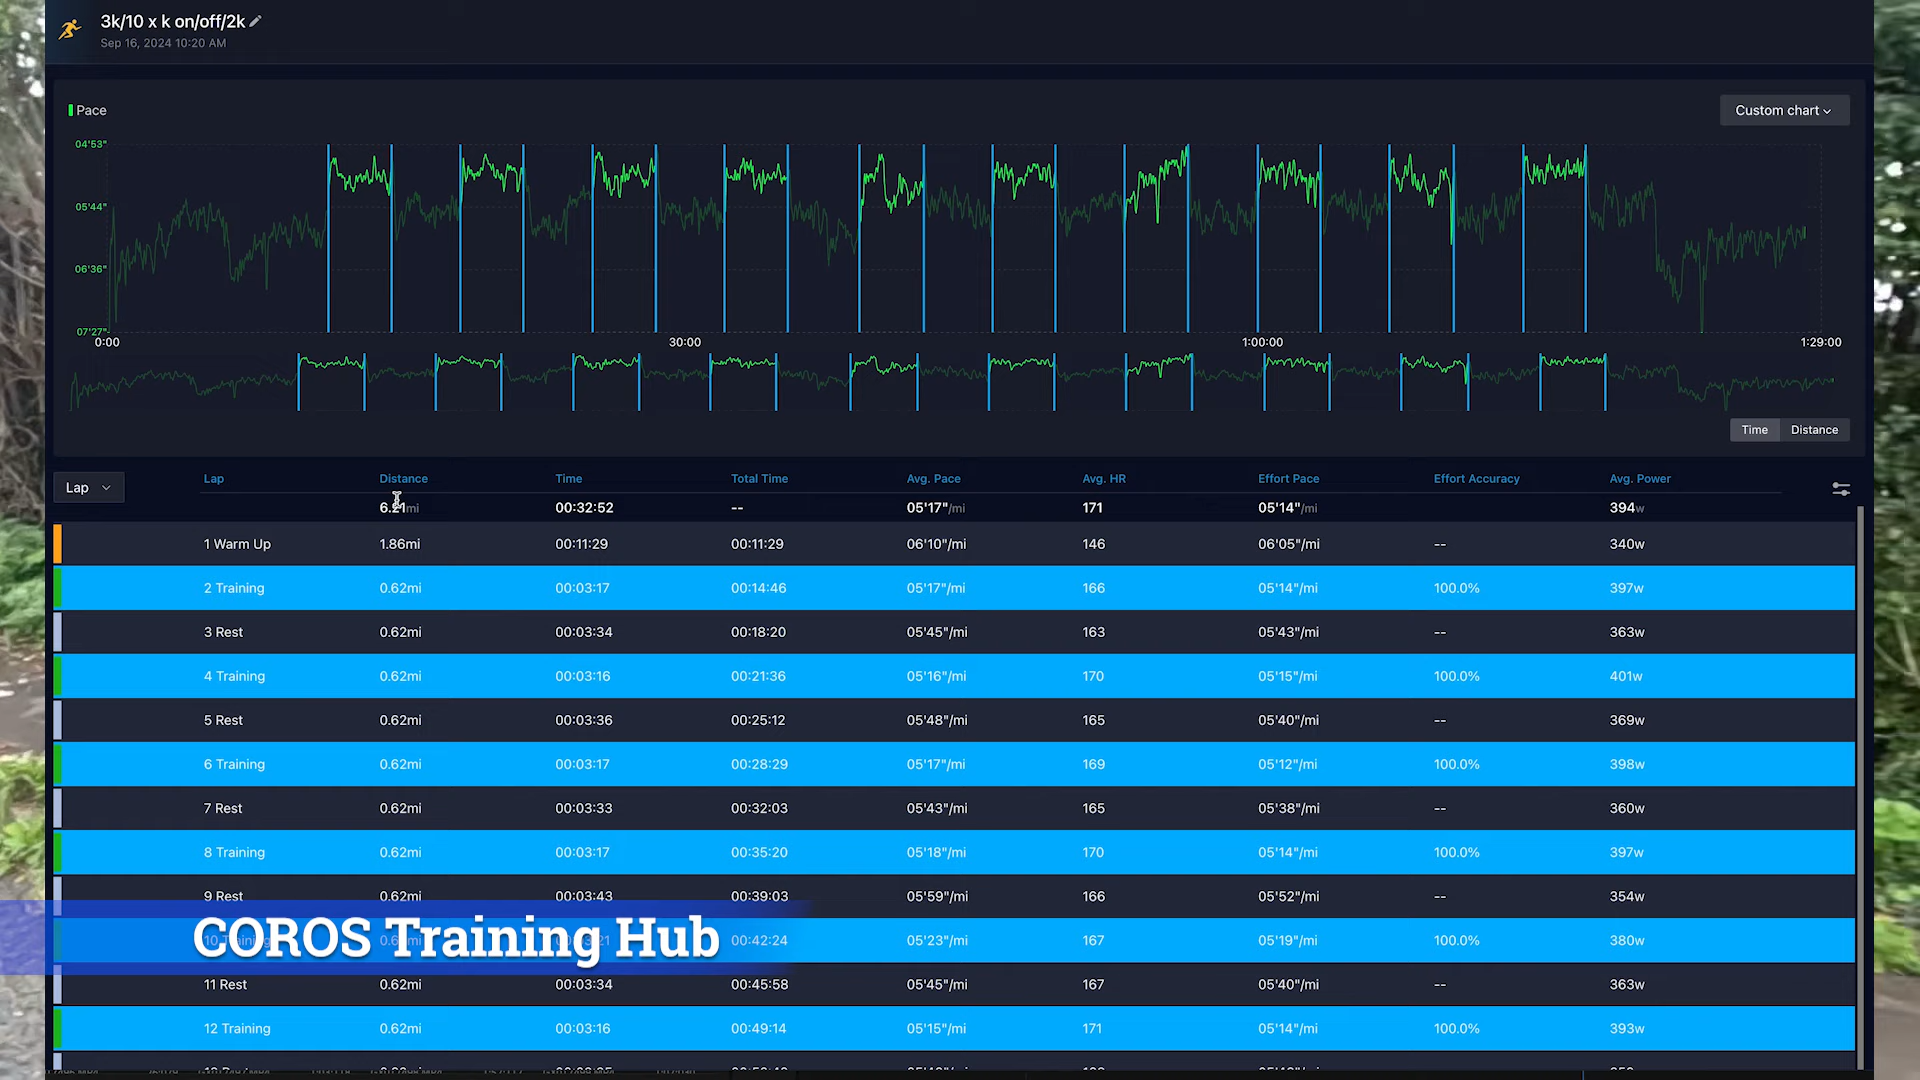 3k/10 x k on/off/2k
Sep 16, 2024 10:20 AM
Pace
Custom chart
04'53"
05'44"
06'36"
07'27"
0:00 30:00 1:00:00 1:29:00
Time Distance
Lap
Lap Distance Time Total Time Avg. Pace Avg. HR Effort Pace Effort Accuracy Avg. Power
6.21mi 00:32:52 -- 05'17"/mi 171 05'14"/mi 394w
1 Warm Up 1.86mi 00:11:29 00:11:29 06'10"/mi 146 06'05"/mi -- 340w
2 Training 0.62mi 00:03:17 00:14:46 05'17"/mi 166 05'14"/mi 100.0% 397w
3 Rest 0.62mi 00:03:34 00:18:20 05'45"/mi 163 05'43"/mi -- 363w
4 Training 0.62mi 00:03:16 00:21:36 05'16"/mi 170 05'15"/mi 100.0% 401w
5 Rest 0.62mi 00:03:36 00:25:12 05'48"/mi 165 05'40"/mi -- 369w
6 Training 0.62mi 00:03:17 00:28:29 05'17"/mi 169 05'12"/mi 100.0% 398w
7 Rest 0.62mi 00:03:33 00:32:03 05'43"/mi 165 05'38"/mi -- 360w
8 Training 0.62mi 00:03:17 00:35:20 05'18"/mi 170 05'14"/mi 100.0% 397w
9 Rest 0.62mi 00:03:43 00:39:03 05'59"/mi 166 05'52"/mi -- 354w
COROS Training Hub
10 Training 00:42:24 05'23"/mi 167 05'19"/mi 100.0% 380w
11 Rest 0.62mi 00:03:34 00:45:58 05'45"/mi 167 05'40"/mi -- 363w
12 Training 0.62mi 00:03:16 00:49:14 05'15"/mi 171 05'14"/mi 100.0% 393w